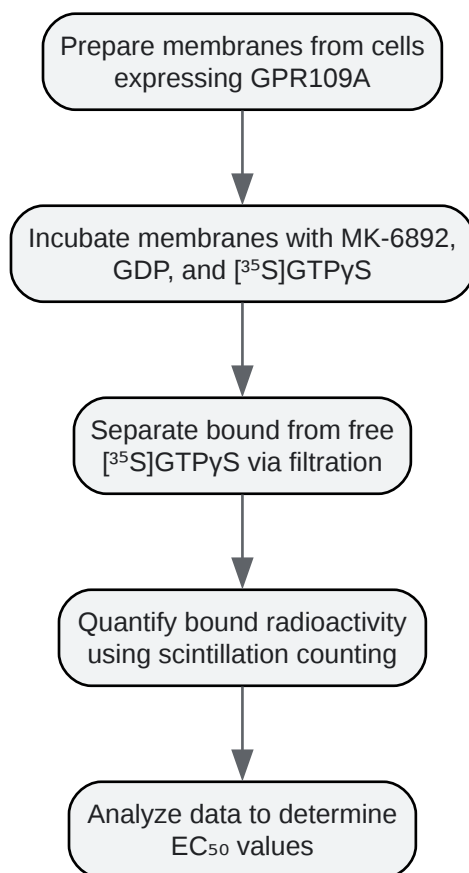 Prepare membranes from cells
expressing GPR109A
Incubate membranes with MK-6892,
GDP, and [³⁵S]GTPγS
Separate bound from free
[³⁵S]GTPγS via filtration
Quantify bound radioactivity
using scintillation counting
Analyze data to determine
EC₅₀ values